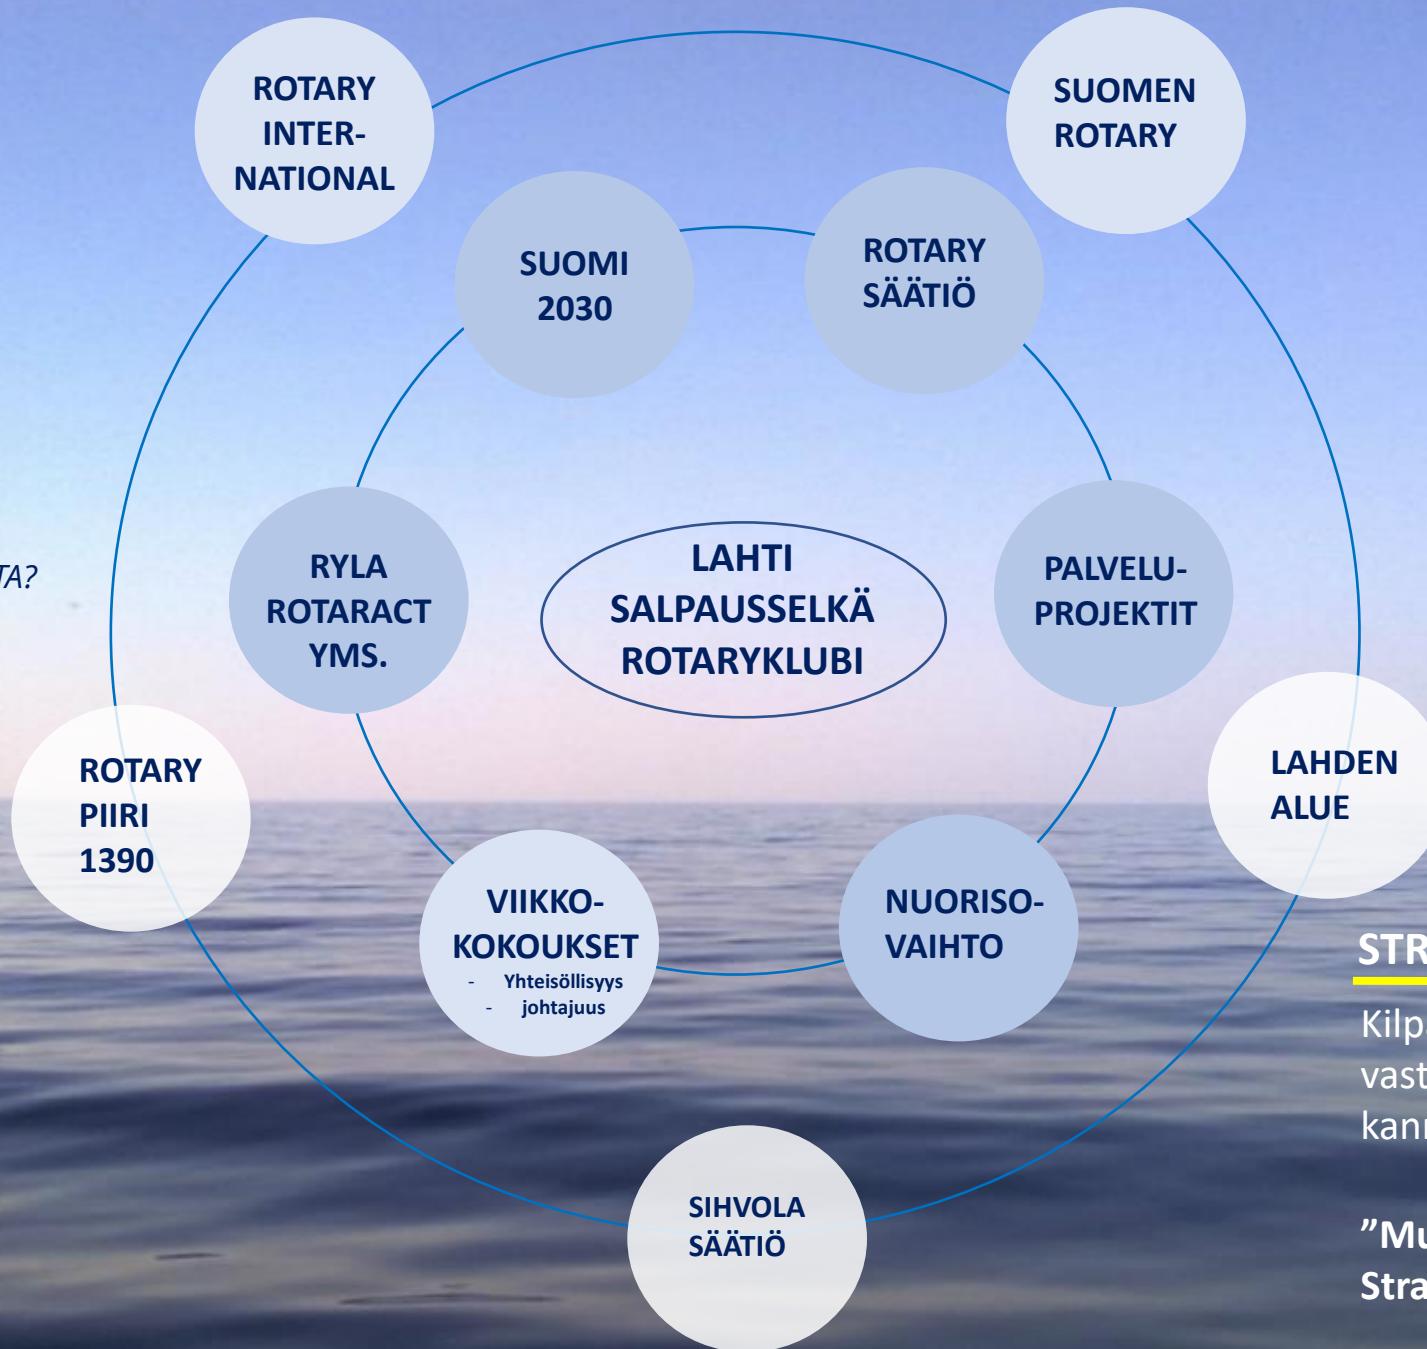 ROTARY
INTER-
NATIONAL
SUOMEN
ROTARY
SUOMI
2030
ROTARY
SÄÄTIÖ
RYLA
ROTARACT
YMS.
LAHTI
SALPAUSSELKÄ
ROTARYKLUBI
PALVELU-
PROJEKTIT
ROTARY
PIIRI
1390
LAHDEN
ALUE
VIIKKO-
KOKOUKSET
- Yhteisöllisyys
- johtajuus
NUORISO-
VAIHTO
SIHVOLA
SÄÄTIÖ